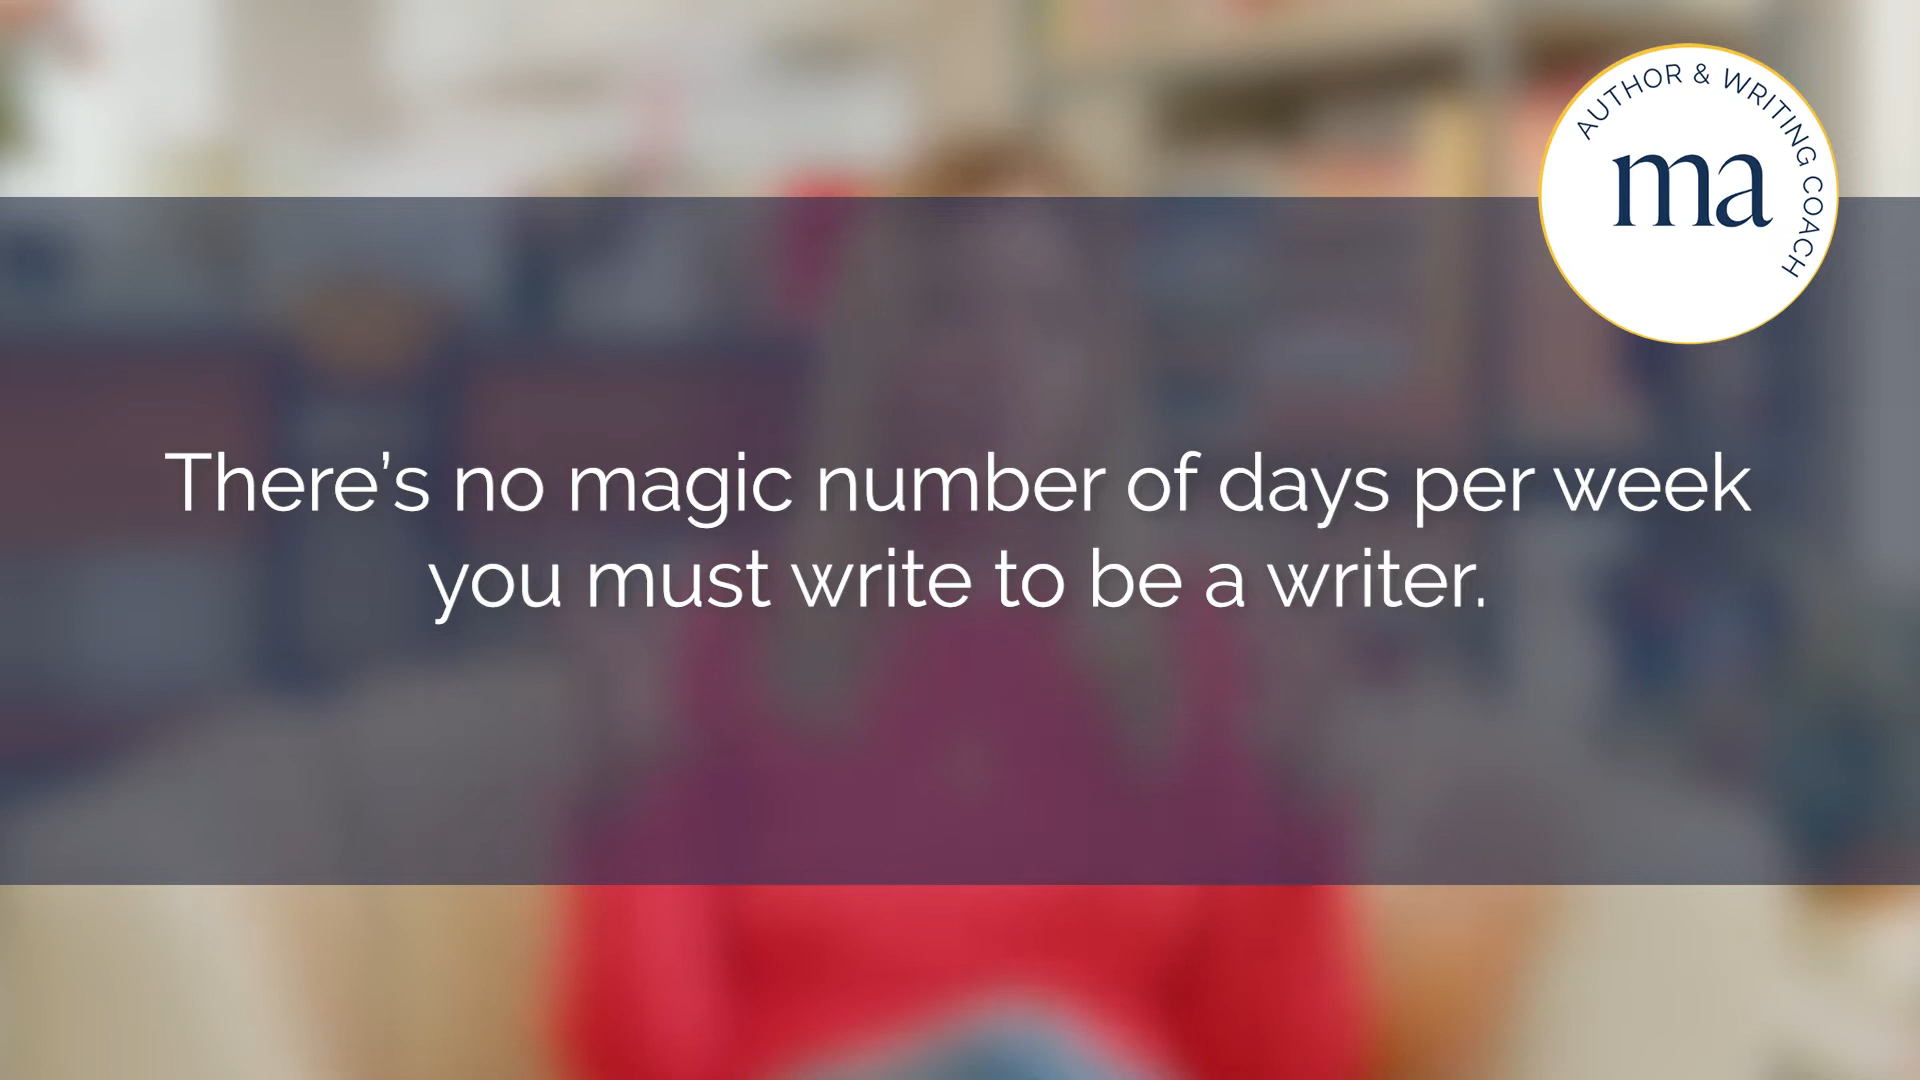 AUTHOR & WRITING COACH
ma
There’s no magic number of days per week
you must write to be a writer.